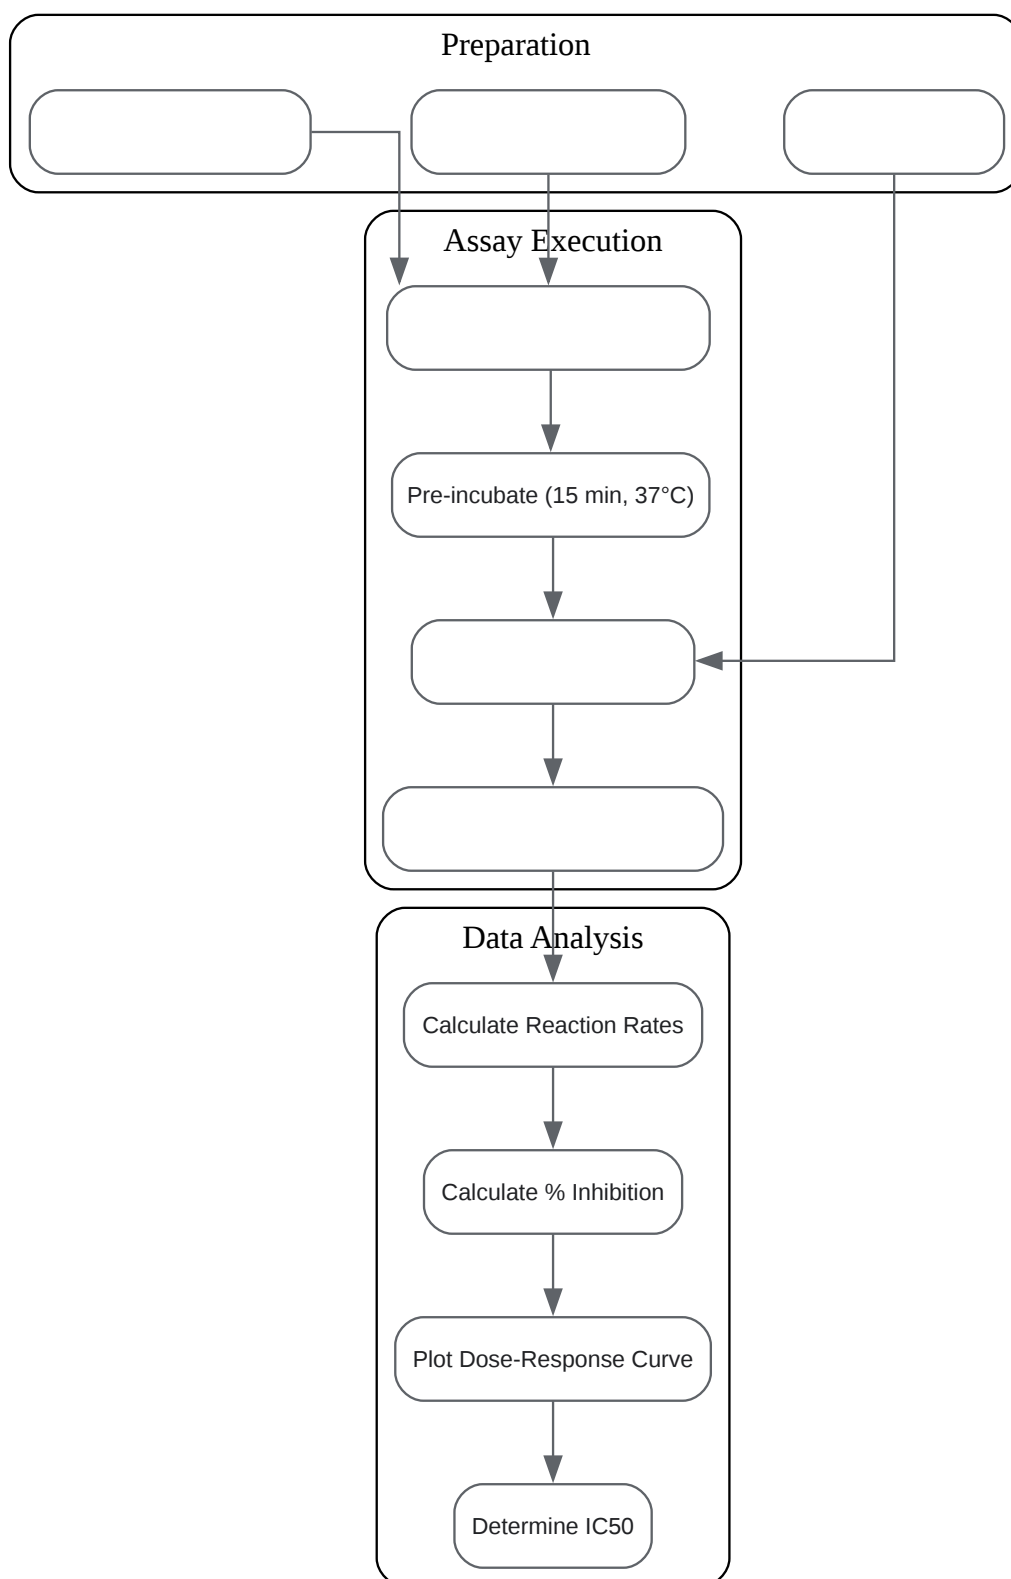 Preparation
Assay Execution
Pre-incubate (15 min, 37°C)
Data Analysis
Calculate Reaction Rates
Calculate % Inhibition
Plot Dose-Response Curve
Determine IC50